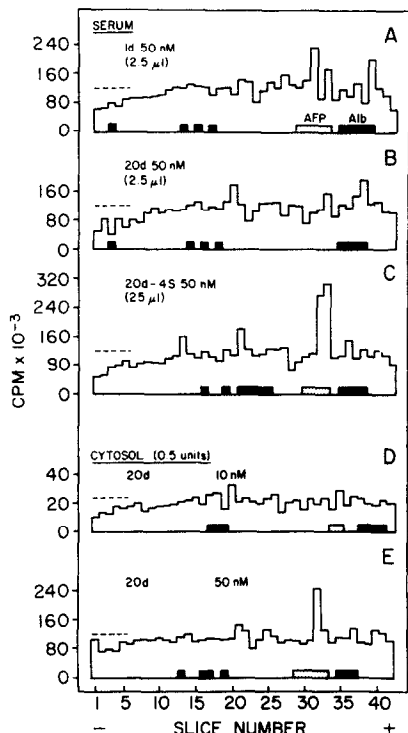 SERUM
A
1d 50 nM
(2.5 μl)
240
160
80
0
AFP
Alb
B
20d 50 nM
(2.5 μl)
160
80
0
C
20d-4S 50 nM
(25 μl)
320
240
160
80
0
CPM x 10⁻³
CYTOSOL (0.5 units)
D
20d 10 nM
40
20
0
E
20d 50 nM
240
160
80
0
1 5 10 15 20 25 30 35 40
− SLICE NUMBER +